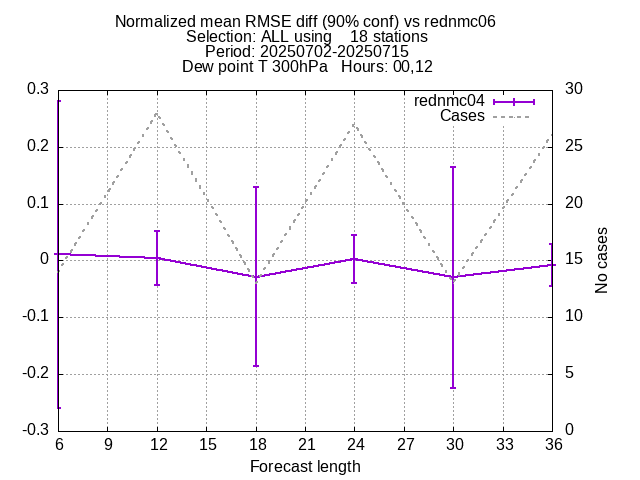 Normalized mean RMSE diff (90% conf) vs rednmc06
Selection: ALL using    18 stations
Period: 20250702-20250715
Dew point T 300hPa   Hours: 00,12
rednmc04
Cases
0.3
0.2
0.1
0
-0.1
-0.2
-0.3
30
25
20
15
10
5
0
No cases
6 9 12 15 18 21 24 27 30 33 36
Forecast length